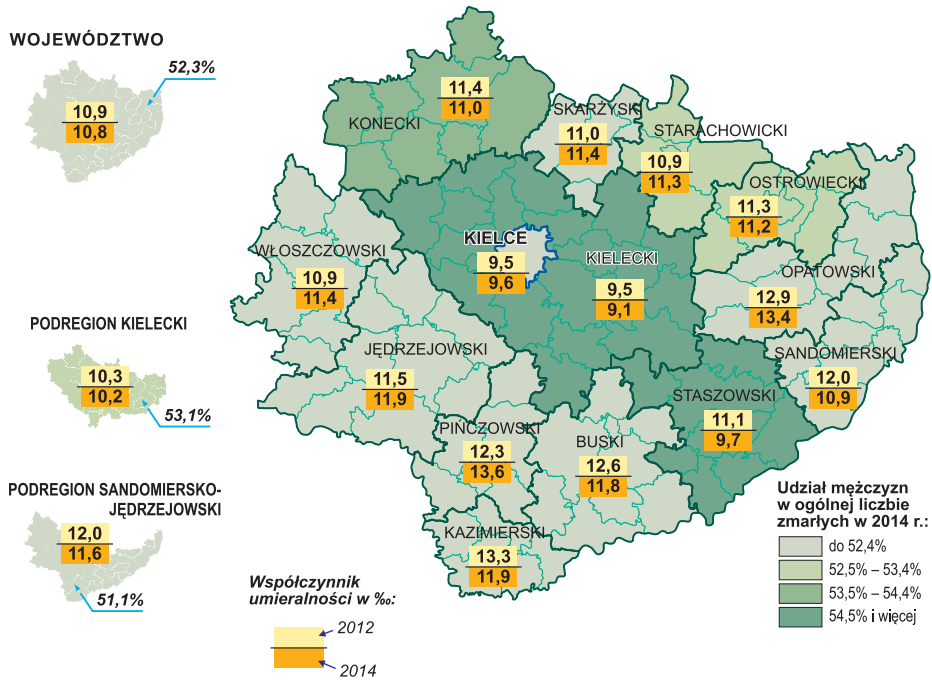 WOJEWÓDZTWO
52,3%
10,9
10,8
PODREGION KIELECKI
10,3
10,2
53,1%
PODREGION SANDOMIERSKO-
JĘDRZEJOWSKI
12,0
11,6
51,1%
KONECKI
11,4
11,0
SKARŻYSKI
11,0
11,4
STARACHOWICKI
10,9
11,3
OSTROWIECKI
11,3
11,2
KIELCE
9,5
9,6
KIELECKI
9,5
9,1
WŁOSZCZOWSKI
10,9
11,4
OPATOWSKI
12,9
13,4
JĘDRZEJOWSKI
11,5
11,9
SANDOMIERSKI
12,0
10,9
STASZOWSKI
11,1
9,7
PIŃCZOWSKI
12,3
13,6
BUSKI
12,6
11,8
KAZIMIERSKI
13,3
11,9
Współczynnik
umieralności w ‰:
2012
2014
Udział mężczyzn
w ogólnej liczbie
zmarłych w 2014 r.:
do 52,4%
52,5% – 53,4%
53,5% – 54,4%
54,5% i więcej